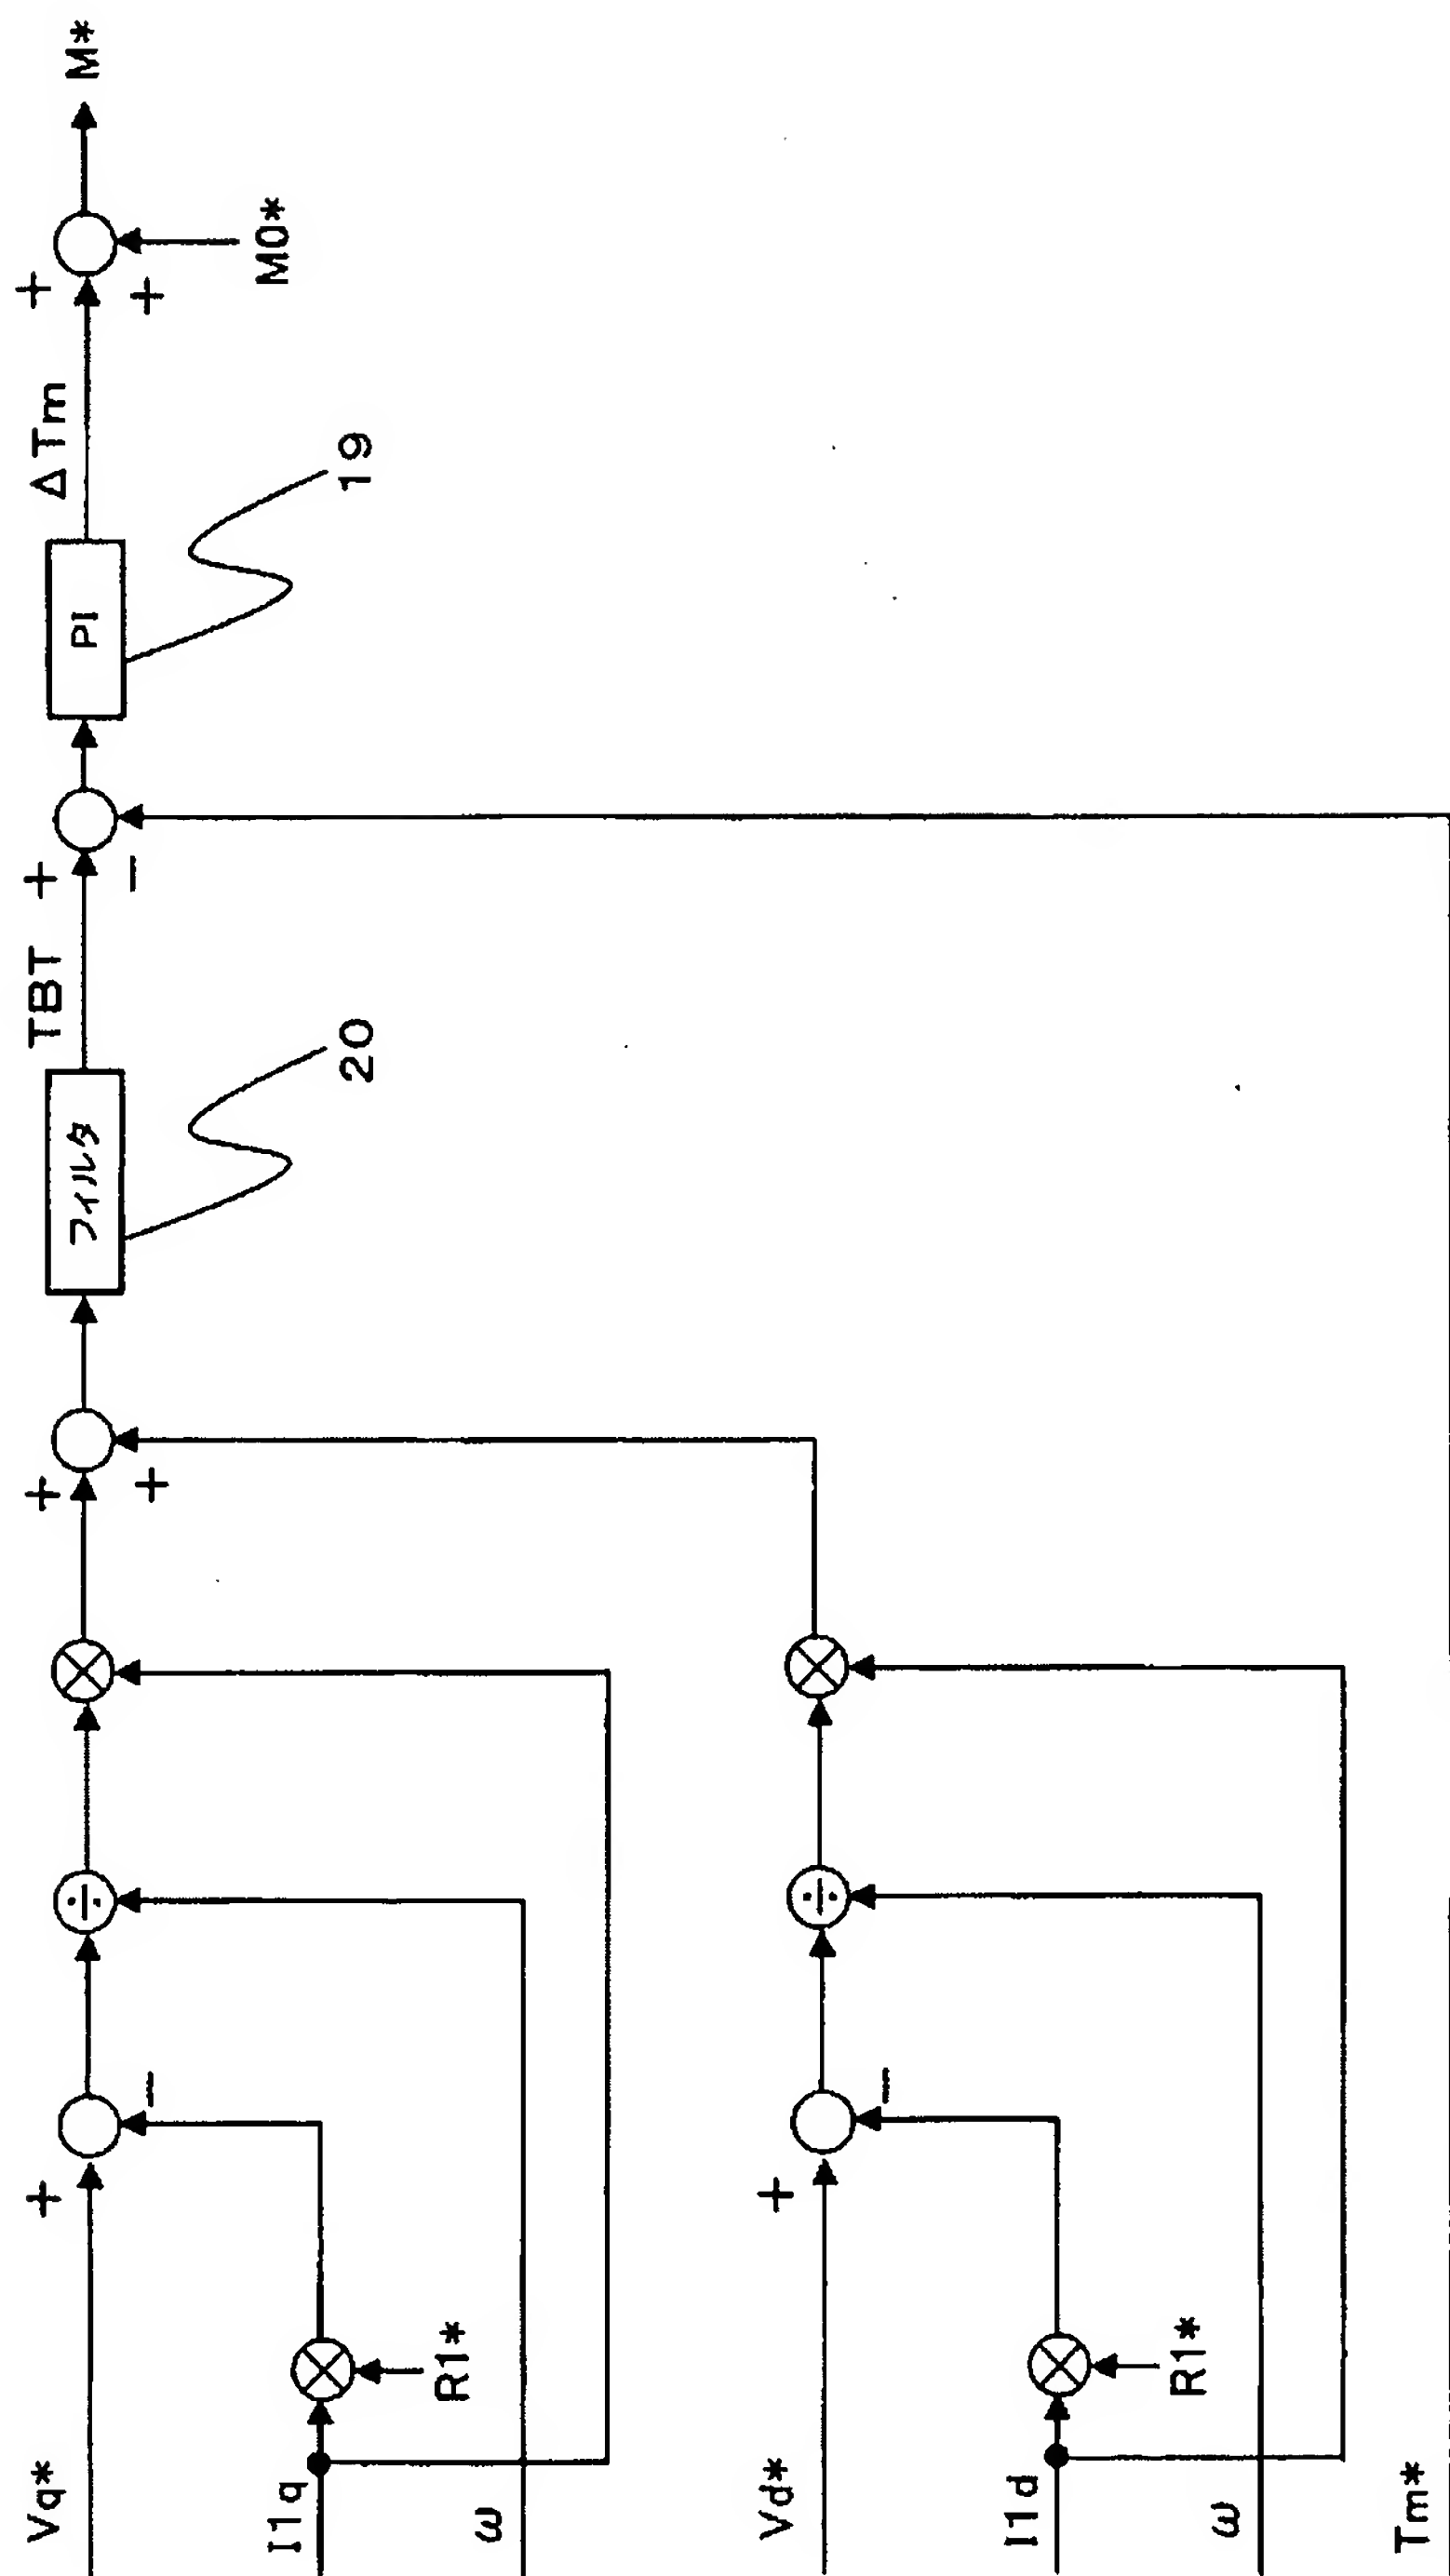 Vq*
+
-
÷
+
+
フィルタ
TBT
+
-
PI
ΔTm
+
+
M*
M0*
20
19
I1q
R1*
ω
Vd*
+
-
÷
I1d
R1*
ω
Tm*